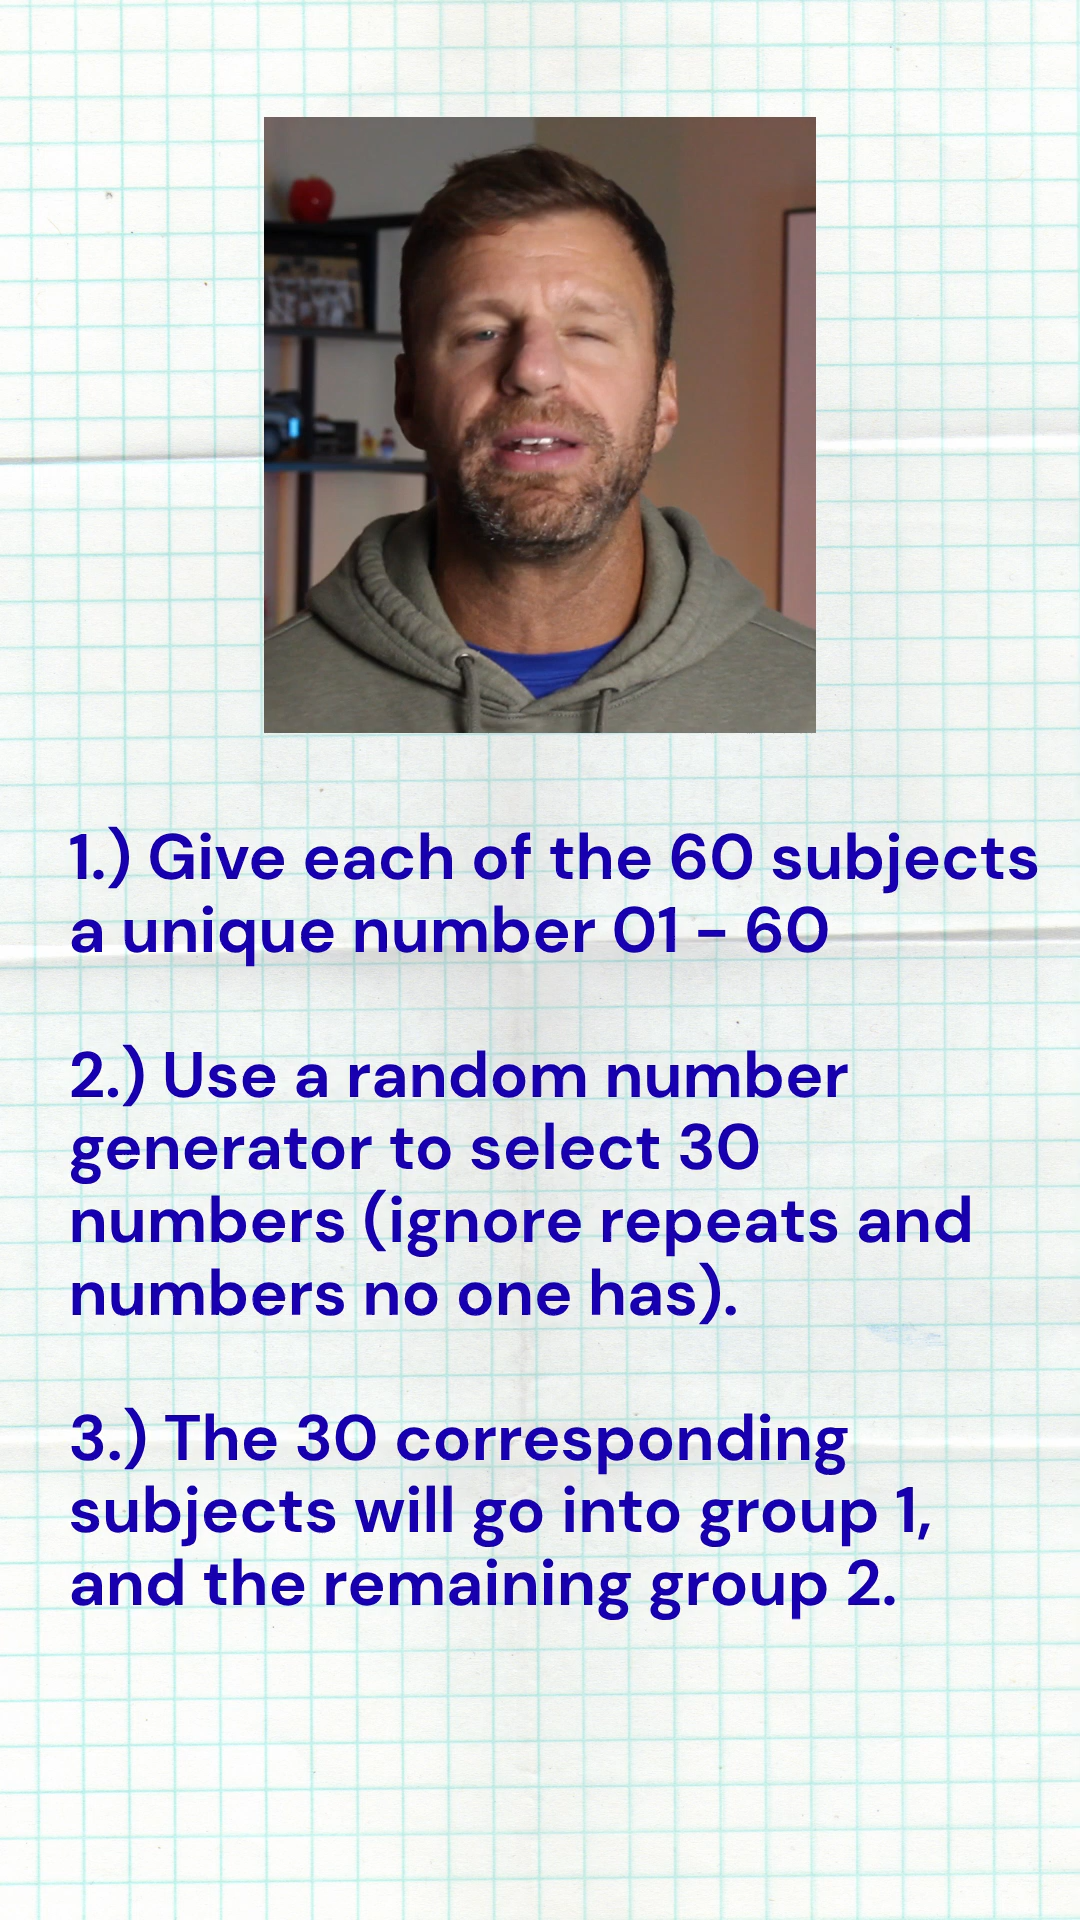 1.) Give each of the 60 subjects
a unique number 01 - 60
2.) Use a random number
generator to select 30
numbers (ignore repeats and
numbers no one has).
3.) The 30 corresponding
subjects will go into group 1,
and the remaining group 2.